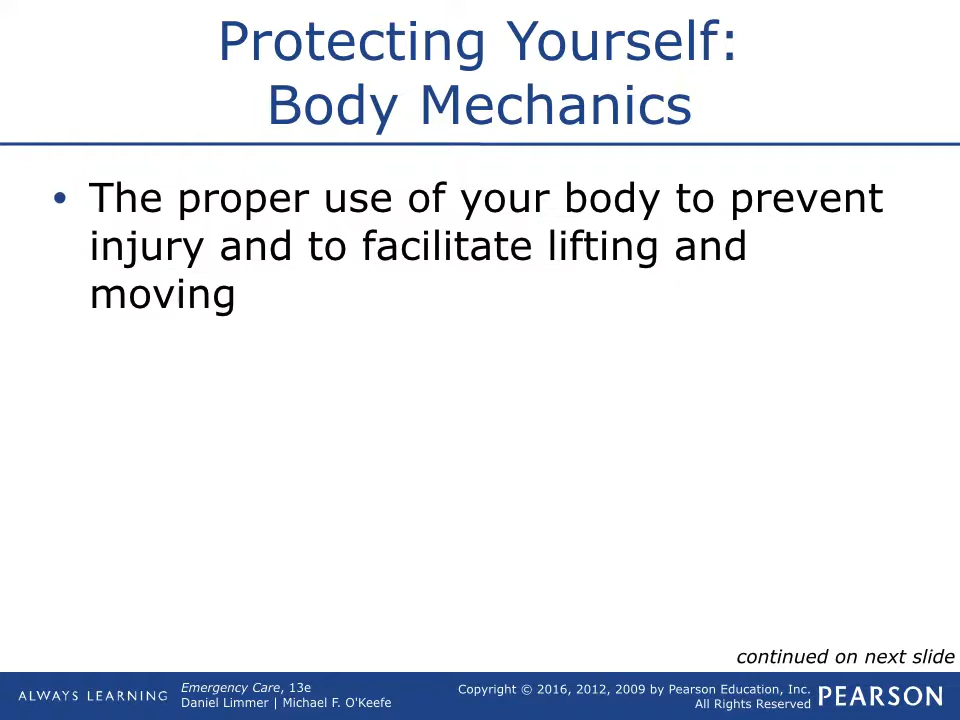 Protecting Yourself:
Body Mechanics
• The proper use of your body to prevent
injury and to facilitate lifting and
moving
continued on next slide
ALWAYS LEARNING
Emergency Care, 13e
Daniel Limmer | Michael F. O'Keefe
Copyright © 2016, 2012, 2009 by Pearson Education, Inc.
All Rights Reserved
PEARSON